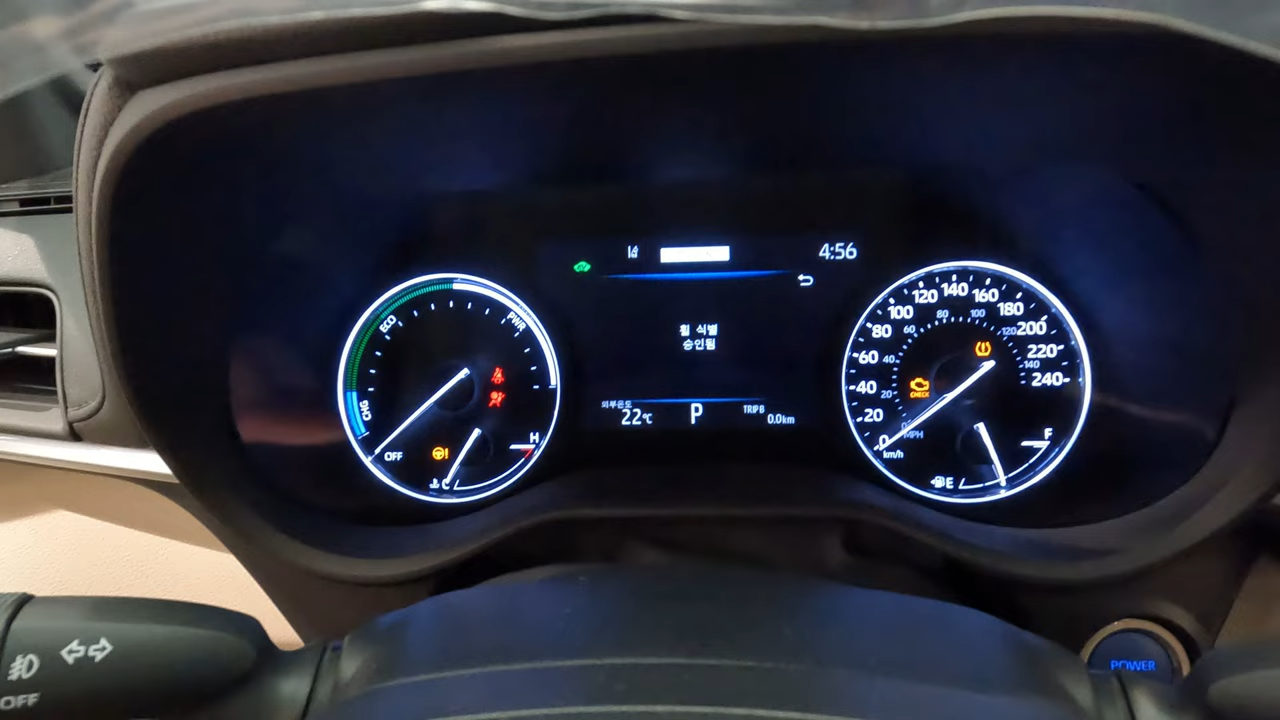 4:56
휠 식별
승인됨
외부온도
22℃
P
TRIP B
0.0km
ECO
PWR
CHG
OFF
H
C
0
20
40
60
80
100
120
140
160
180
200
220
240
km/h
0
20
40
60
80
100
120
140
MPH
CHECK
F
E
OFF
POWER